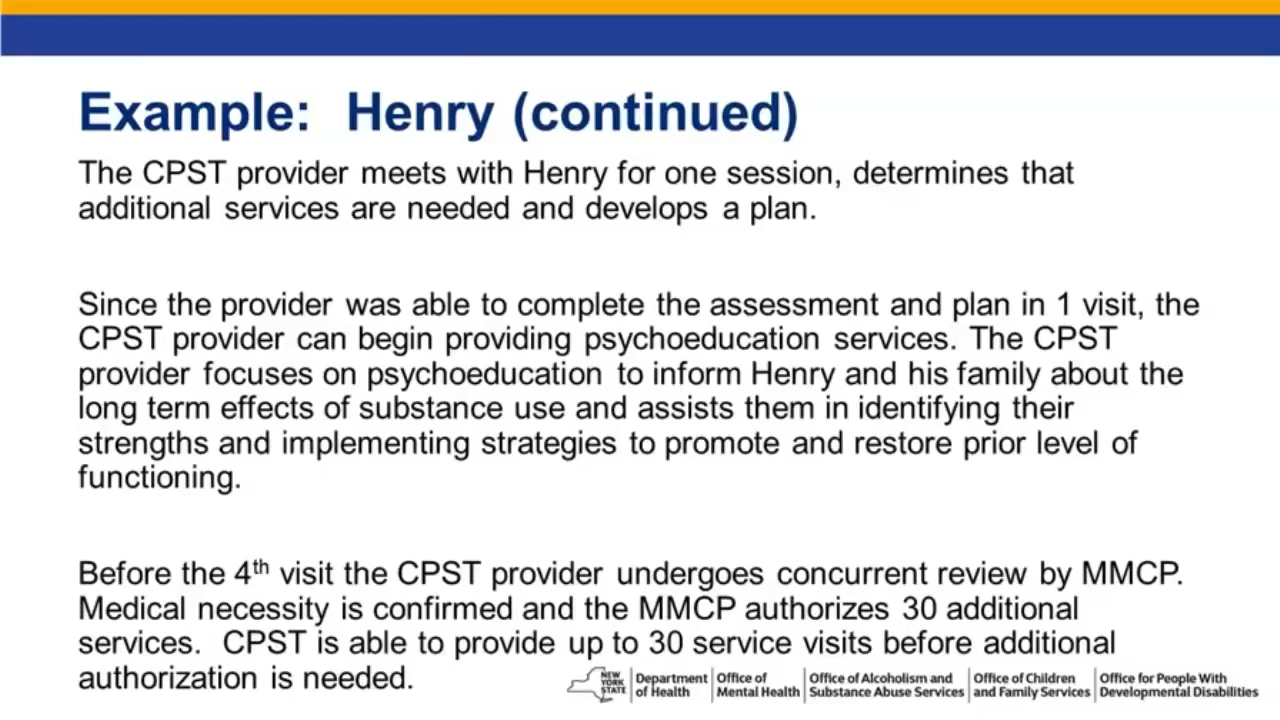 Example: Henry (continued)
The CPST provider meets with Henry for one session, determines that
additional services are needed and develops a plan.
Since the provider was able to complete the assessment and plan in 1 visit, the
CPST provider can begin providing psychoeducation services. The CPST
provider focuses on psychoeducation to inform Henry and his family about the
long term effects of substance use and assists them in identifying their
strengths and implementing strategies to promote and restore prior level of
functioning.
Before the 4th visit the CPST provider undergoes concurrent review by MMCP.
Medical necessity is confirmed and the MMCP authorizes 30 additional
services. CPST is able to provide up to 30 service visits before additional
authorization is needed.
NEW
YORK
STATE
Department
of Health
Office of
Mental Health
Office of Alcoholism and
Substance Abuse Services
Office of Children
and Family Services
Office for People With
Developmental Disabilities